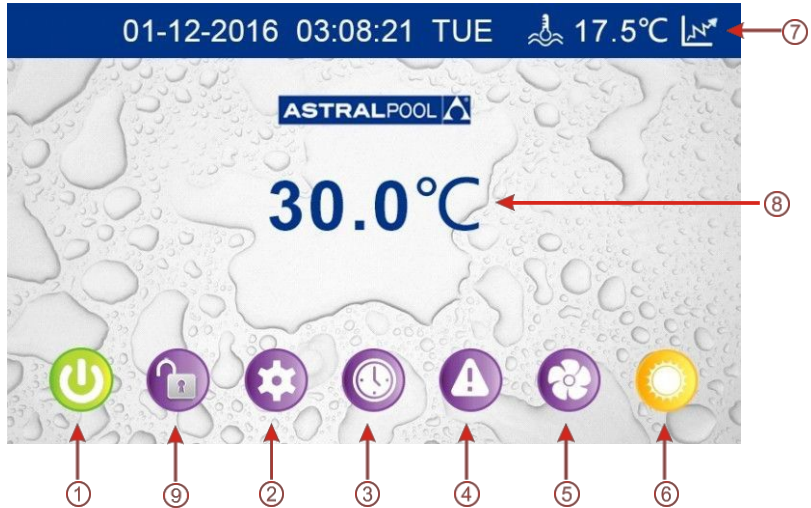 01-12-2016 03:08:21 TUE 17.5℃ ⑦
ASTRALPOOL
30.0℃ ⑧
① ⑨ ② ③ ④ ⑤ ⑥